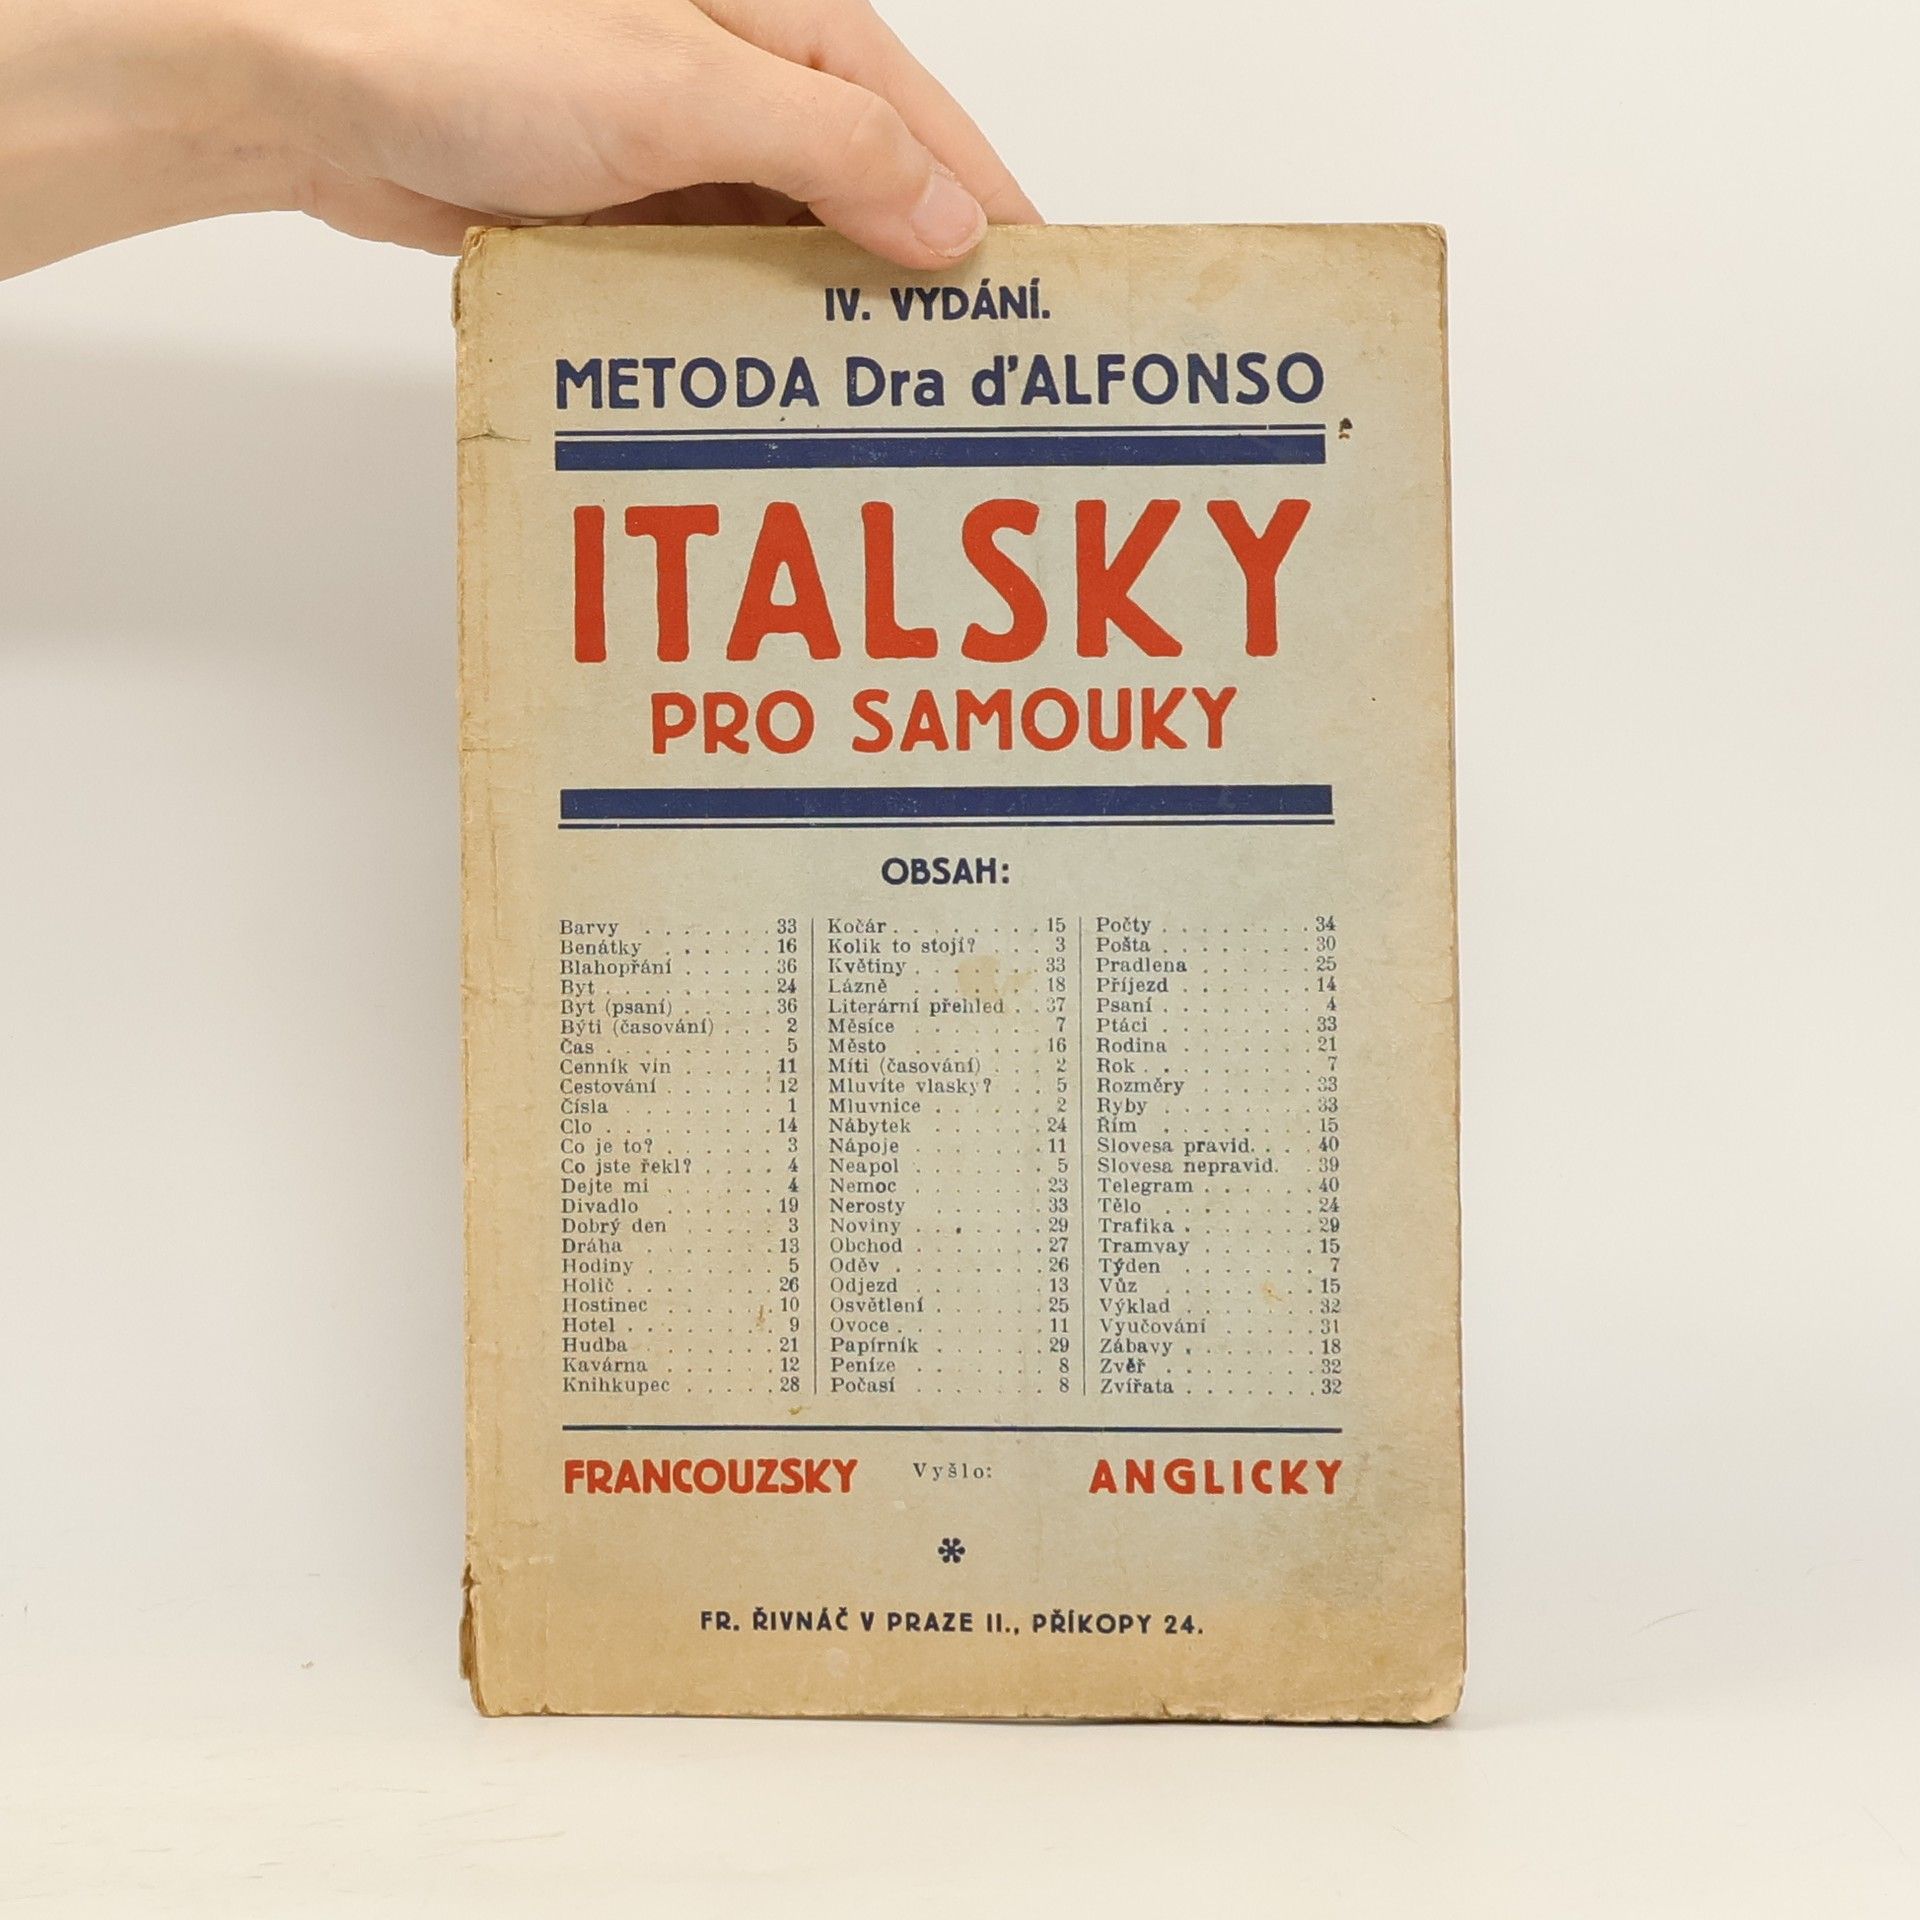 IV. VYDÁNÍ.
METODA Dra d'ALFONSO
ITALSKY
PRO SAMOUKY
OBSAH:
Barvy . . . . . . . 33
Benátky . . . . . . 16
Blahopřání . . . . . 36
Byt . . . . . . . . . 24
Byt (psaní) . . . . . 36
Býti (časování) . . . 2
Čas . . . . . . . . . 5
Cenník vín . . . . . 11
Cestování . . . . . . 12
Čísla . . . . . . . . 1
Clo . . . . . . . . . 14
Co je to? . . . . . . 3
Co jste řekl? . . . . 4
Dejte mi . . . . . . 4
Divadlo . . . . . . 19
Dobrý den . . . . . 3
Dráha . . . . . . . 13
Hodiny . . . . . . . 5
Holič . . . . . . . 26
Hostinec . . . . . . 10
Hotel . . . . . . . . 9
Hudba . . . . . . . 21
Kavárna . . . . . . 12
Knihkupec . . . . . 28
Kočár . . . . . . . . 15
Kolik to stojí? . . . 3
Květiny . . . . . . . 33
Lázně . . . . . . . 18
Literární přehled . . 37
Měsíce . . . . . . . 7
Město . . . . . . . 16
Míti (časování) . . . 2
Mluvíte vlasky? . . 5
Mluvnice . . . . . . 2
Nábytek . . . . . . 24
Nápoje . . . . . . . 11
Neapol . . . . . . . 5
Nemoc . . . . . . . 23
Nerosty . . . . . . 33
Noviny . . . . . . . 29
Obchod . . . . . . . 27
Oděv . . . . . . . . 26
Odjezd . . . . . . . 13
Osvětlení . . . . . . 25
Ovoce . . . . . . . . 11
Papírník . . . . . . 29
Peníze . . . . . . . 8
Počasí . . . . . . . 8
Počty . . . . . . . . 34
Pošta . . . . . . . . 30
Pradlena . . . . . . 25
Příjezd . . . . . . . 14
Psaní . . . . . . . . 4
Ptáci . . . . . . . . 33
Rodina . . . . . . . 21
Rok . . . . . . . . . 7
Rozměry . . . . . . 33
Ryby . . . . . . . . 33
Řím . . . . . . . . 15
Slovesa pravid. . . . 40
Slovesa nepravid. . 39
Telegram . . . . . . 40
Tělo . . . . . . . . 24
Trafika . . . . . . . 29
Tramvay . . . . . . 15
Týden . . . . . . . 7
Vůz . . . . . . . . 15
Výklad . . . . . . . 32
Vyučování . . . . . 31
Zábavy . . . . . . . 18
Zvěř . . . . . . . . 32
Zvířata . . . . . . . 32
FRANCOUZSKY Vyšlo: ANGLICKY
FR. ŘIVNÁČ V PRAZE II., PŘÍKOPY 24.